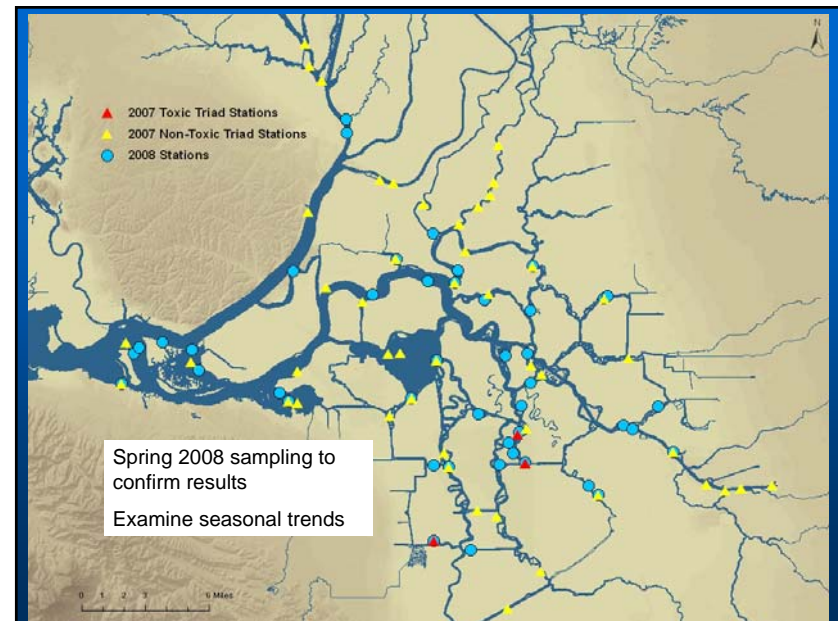 N
2007 Toxic Triad Stations
2007 Non-Toxic Triad Stations
2008 Stations
Spring 2008 sampling to
confirm results
Examine seasonal trends
0 1 2 3 6 Miles